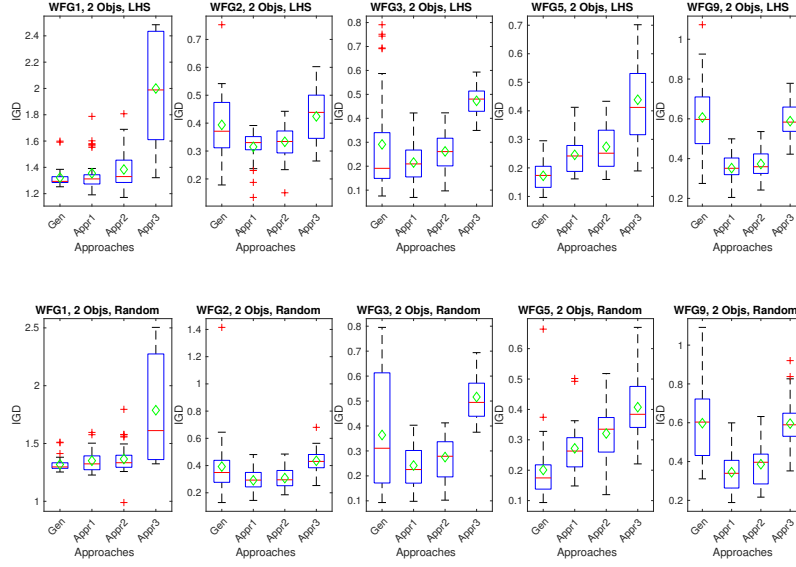 WFG1, 2 Objs, LHS
WFG2, 2 Objs, LHS
WFG3, 2 Objs, LHS
WFG5, 2 Objs, LHS
WFG9, 2 Objs, LHS
IGD
2.4
2.2
2
1.8
1.6
1.4
1.2
Gen
Appr1
Appr2
Appr3
Approaches
IGD
0.7
0.6
0.5
0.4
0.3
0.2
Gen
Appr1
Appr2
Appr3
Approaches
IGD
0.8
0.7
0.6
0.5
0.4
0.3
0.2
0.1
Gen
Appr1
Appr2
Appr3
Approaches
IGD
0.7
0.6
0.5
0.4
0.3
0.2
0.1
Gen
Appr1
Appr2
Appr3
Approaches
IGD
1
0.8
0.6
0.4
0.2
Gen
Appr1
Appr2
Appr3
Approaches
WFG1, 2 Objs, Random
WFG2, 2 Objs, Random
WFG3, 2 Objs, Random
WFG5, 2 Objs, Random
WFG9, 2 Objs, Random
IGD
2.5
2
1.5
1
Gen
Appr1
Appr2
Appr3
Approaches
IGD
1.4
1.2
1
0.8
0.6
0.4
0.2
Gen
Appr1
Appr2
Appr3
Approaches
IGD
0.8
0.7
0.6
0.5
0.4
0.3
0.2
0.1
Gen
Appr1
Appr2
Appr3
Approaches
IGD
0.6
0.5
0.4
0.3
0.2
0.1
Gen
Appr1
Appr2
Appr3
Approaches
IGD
1
0.8
0.6
0.4
0.2
Gen
Appr1
Appr2
Appr3
Approaches